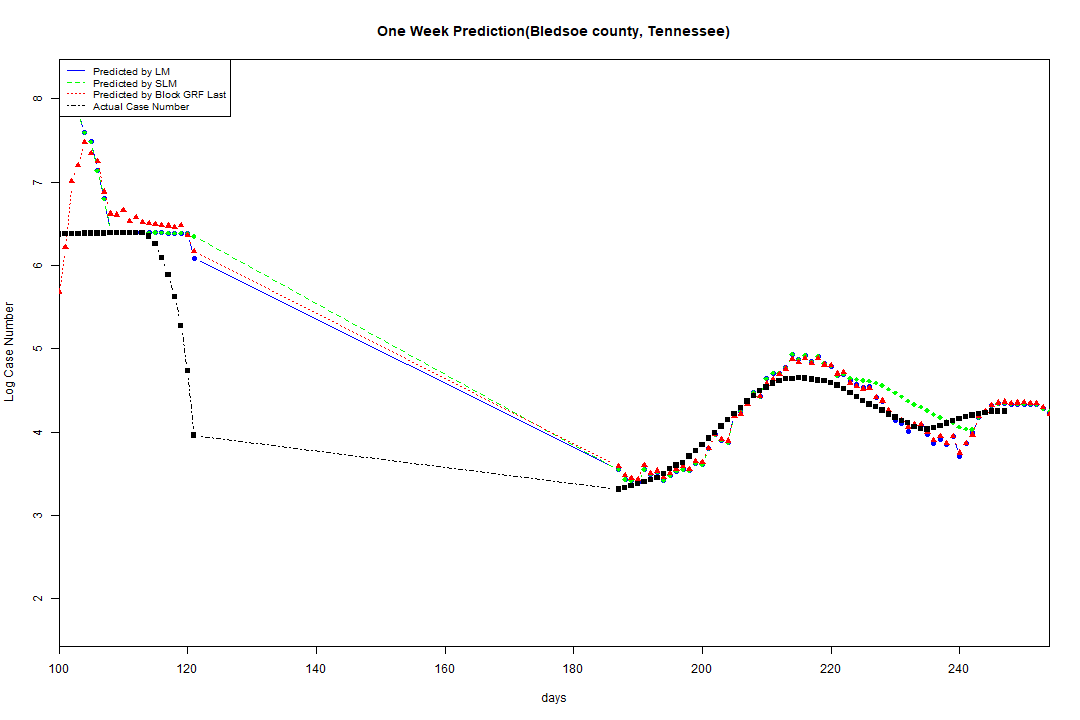 One Week Prediction(Bledsoe county, Tennessee)
Predicted by LM
Predicted by SLM
Predicted by Block GRF Last
Actual Case Number
8
7
6
5
4
3
2
Log Case Number
100 120 140 160 180 200 220 240
days